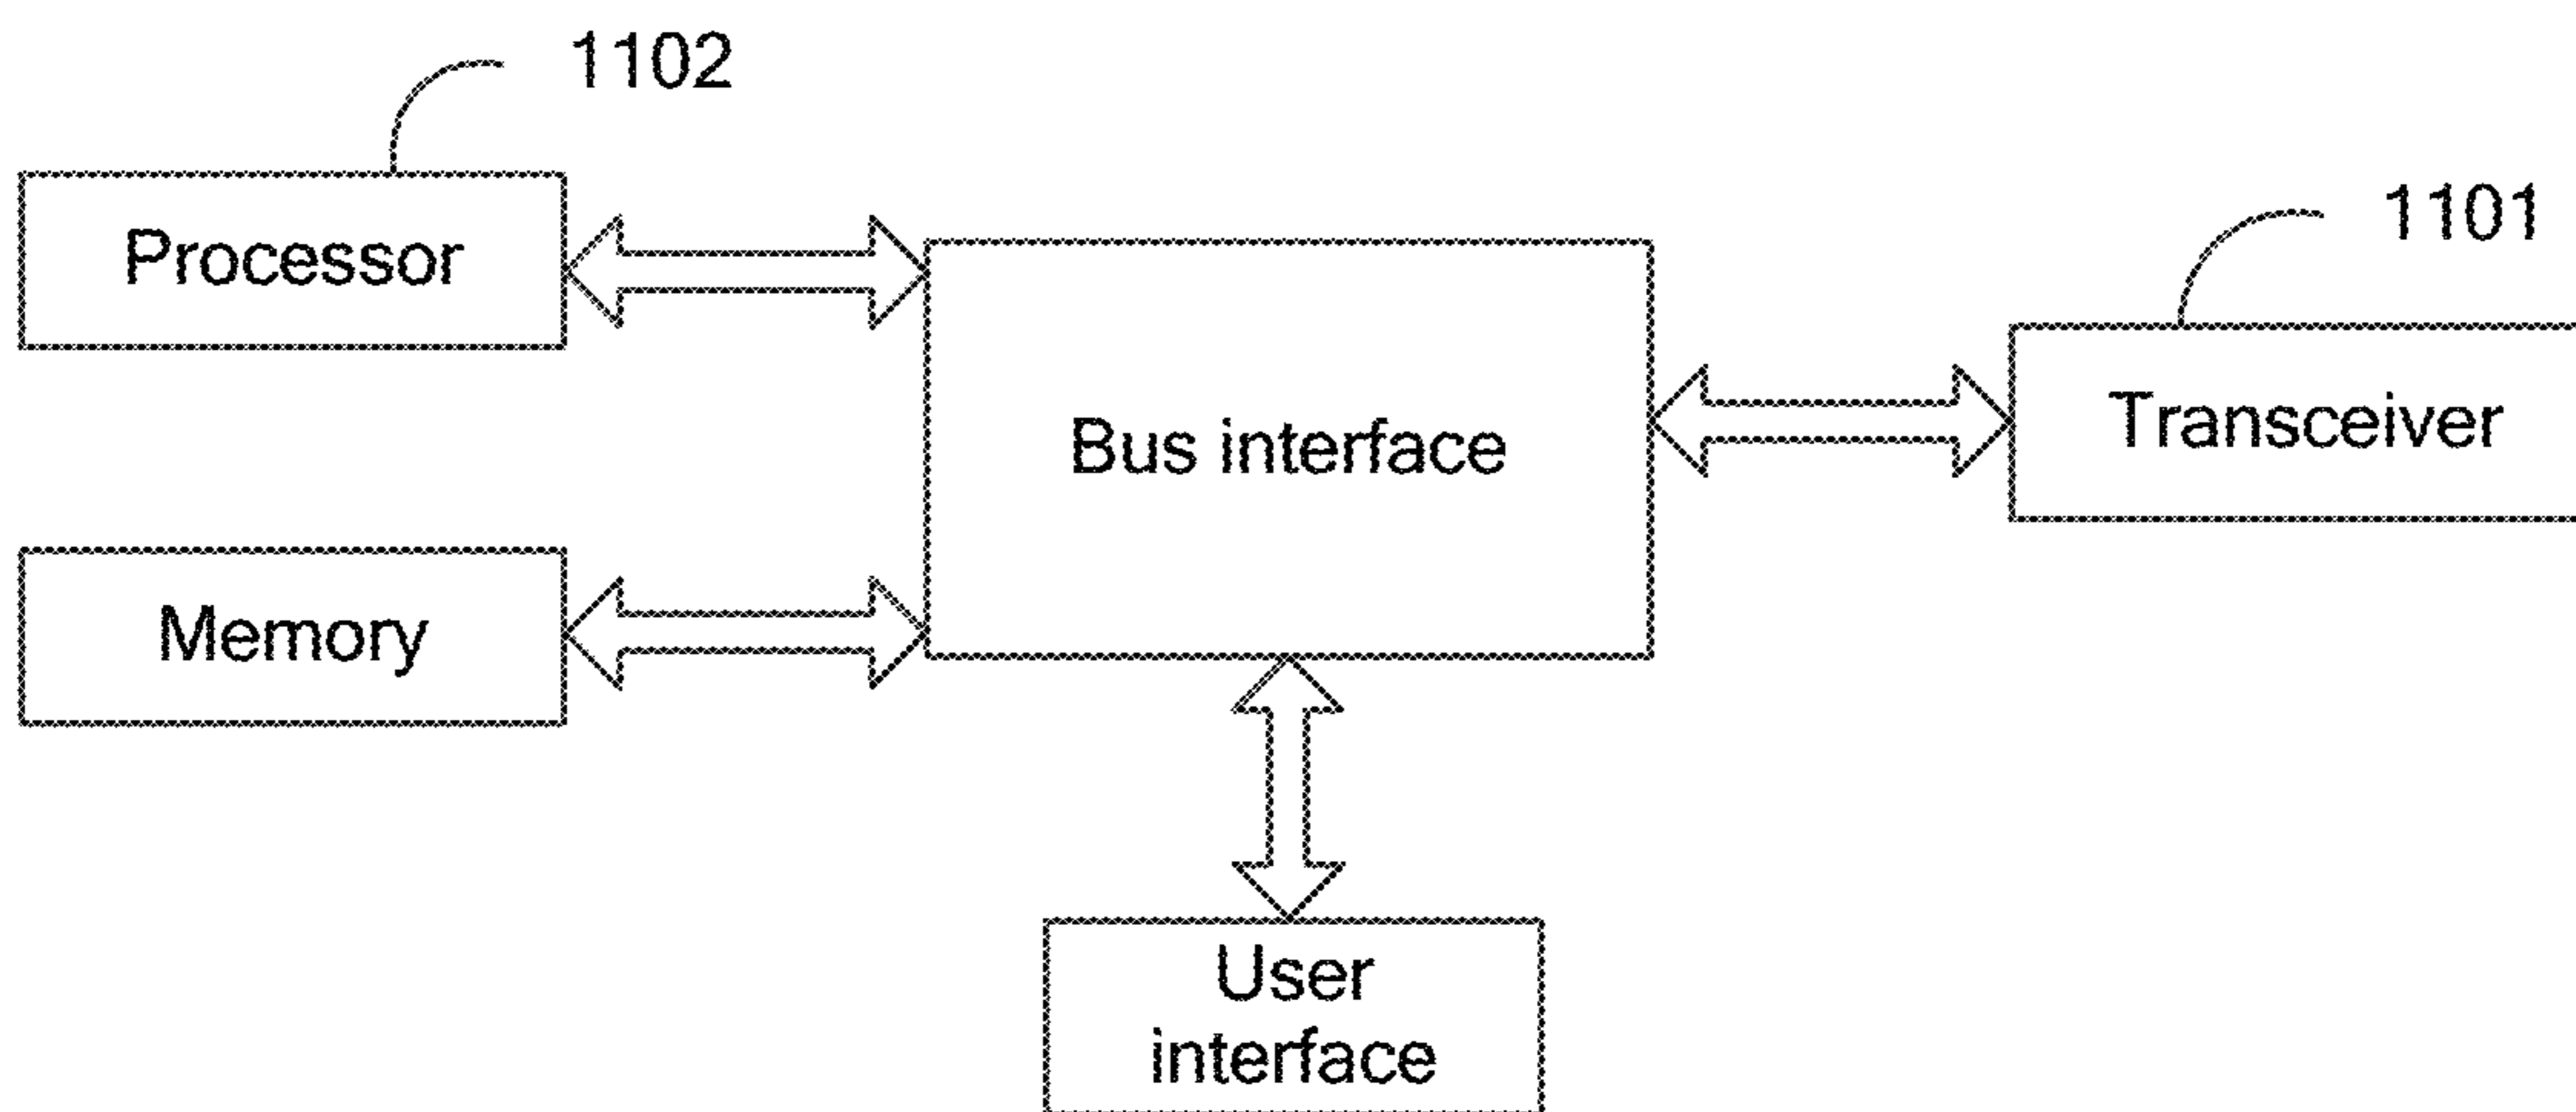 1102
1101
Processor
Transceiver
Bus interface
Memory
User
interface